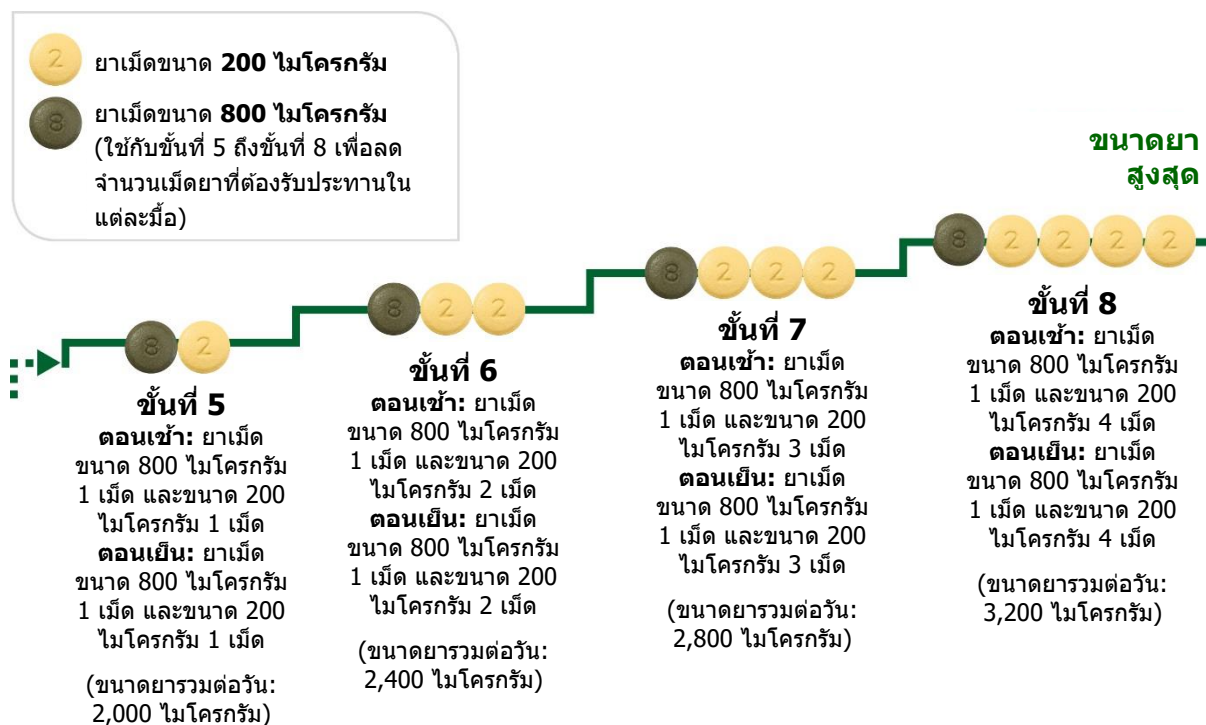 2 ยาเม็ดขนาด 200 ไมโครกรัม
8 ยาเม็ดขนาด 800 ไมโครกรัม
(ใช้กับขั้นที่ 5 ถึงขั้นที่ 8 เพื่อลด
จำนวนเม็ดยาที่ต้องรับประทานใน
แต่ละมื้อ)
ขนาดยา
สูงสุด
8 2
ขั้นที่ 5
ตอนเช้า: ยาเม็ด
ขนาด 800 ไมโครกรัม
1 เม็ด และขนาด 200
ไมโครกรัม 1 เม็ด
ตอนเย็น: ยาเม็ด
ขนาด 800 ไมโครกรัม
1 เม็ด และขนาด 200
ไมโครกรัม 1 เม็ด
(ขนาดยารวมต่อวัน:
2,000 ไมโครกรัม)
8 2 2
ขั้นที่ 6
ตอนเช้า: ยาเม็ด
ขนาด 800 ไมโครกรัม
1 เม็ด และขนาด 200
ไมโครกรัม 2 เม็ด
ตอนเย็น: ยาเม็ด
ขนาด 800 ไมโครกรัม
1 เม็ด และขนาด 200
ไมโครกรัม 2 เม็ด
(ขนาดยารวมต่อวัน:
2,400 ไมโครกรัม)
8 2 2 2
ขั้นที่ 7
ตอนเช้า: ยาเม็ด
ขนาด 800 ไมโครกรัม
1 เม็ด และขนาด 200
ไมโครกรัม 3 เม็ด
ตอนเย็น: ยาเม็ด
ขนาด 800 ไมโครกรัม
1 เม็ด และขนาด 200
ไมโครกรัม 3 เม็ด
(ขนาดยารวมต่อวัน:
2,800 ไมโครกรัม)
8 2 2 2 2
ขั้นที่ 8
ตอนเช้า: ยาเม็ด
ขนาด 800 ไมโครกรัม
1 เม็ด และขนาด 200
ไมโครกรัม 4 เม็ด
ตอนเย็น: ยาเม็ด
ขนาด 800 ไมโครกรัม
1 เม็ด และขนาด 200
ไมโครกรัม 4 เม็ด
(ขนาดยารวมต่อวัน:
3,200 ไมโครกรัม)